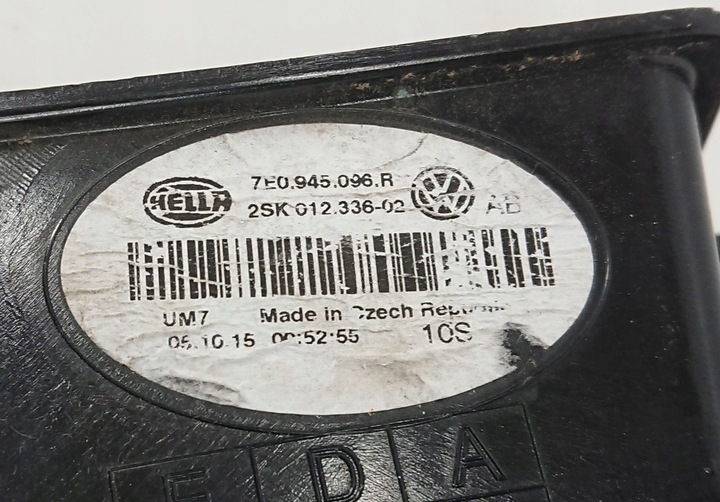 HELLA
7E0.945.096.R
2SK 012.336-02
VW
AB
UM7 Made in Czech Republic
05.10.15 00:52:55 10S
E D A